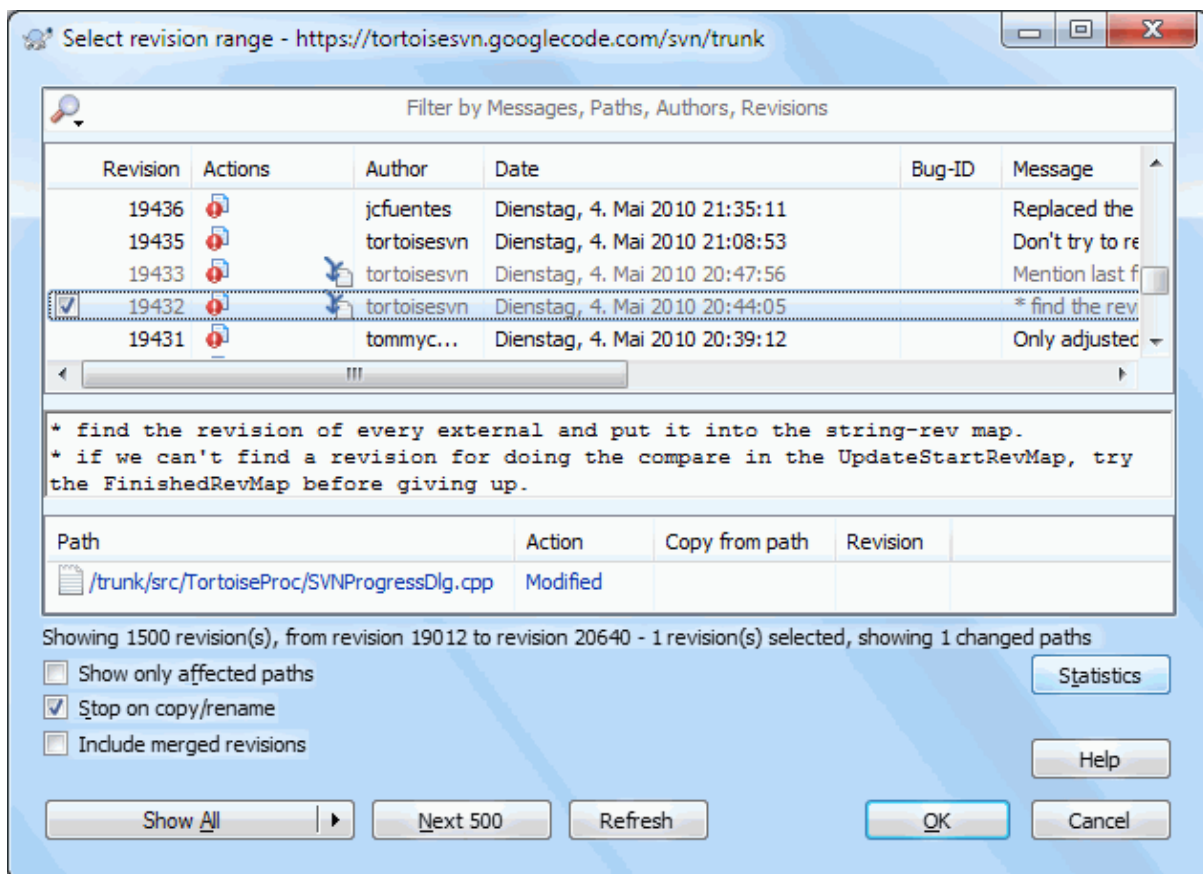 Select revision range - https://tortoisesvn.googlecode.com/svn/trunk
Filter by Messages, Paths, Authors, Revisions
Revision Actions Author Date Bug-ID Message
19436 jcfuentes Dienstag, 4. Mai 2010 21:35:11 Replaced the
19435 tortoisesvn Dienstag, 4. Mai 2010 21:08:53 Don't try to re
19433 tortoisesvn Dienstag, 4. Mai 2010 20:47:56 Mention last f
19432 tortoisesvn Dienstag, 4. Mai 2010 20:44:05 * find the rev
19431 tommyc... Dienstag, 4. Mai 2010 20:39:12 Only adjusted
* find the revision of every external and put it into the string-rev map.
* if we can't find a revision for doing the compare in the UpdateStartRevMap, try
the FinishedRevMap before giving up.
Path Action Copy from path Revision
/trunk/src/TortoiseProc/SVNProgressDlg.cpp Modified
Showing 1500 revision(s), from revision 19012 to revision 20640 - 1 revision(s) selected, showing 1 changed paths
Show only affected paths
Statistics
Stop on copy/rename
Include merged revisions
Help
Show All Next 500 Refresh OK Cancel